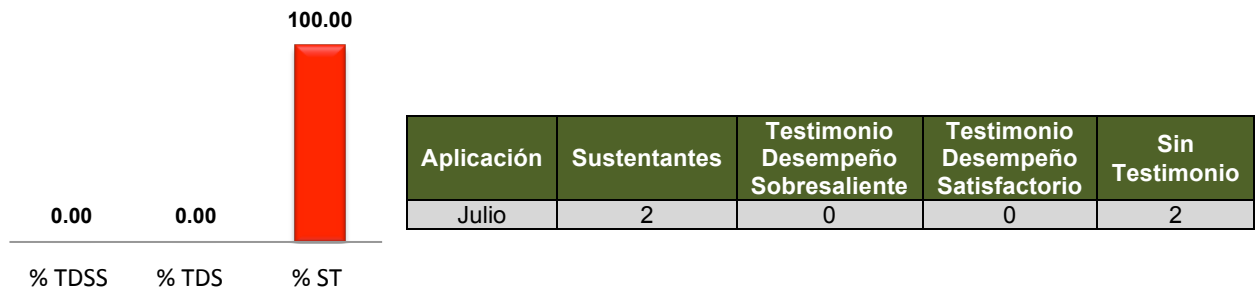 100.00
0.00 0.00
% TDSS % TDS % ST
Aplicación Sustentantes Testimonio Desempeño Sobresaliente Testimonio Desempeño Satisfactorio Sin Testimonio
Julio 2 0 0 2